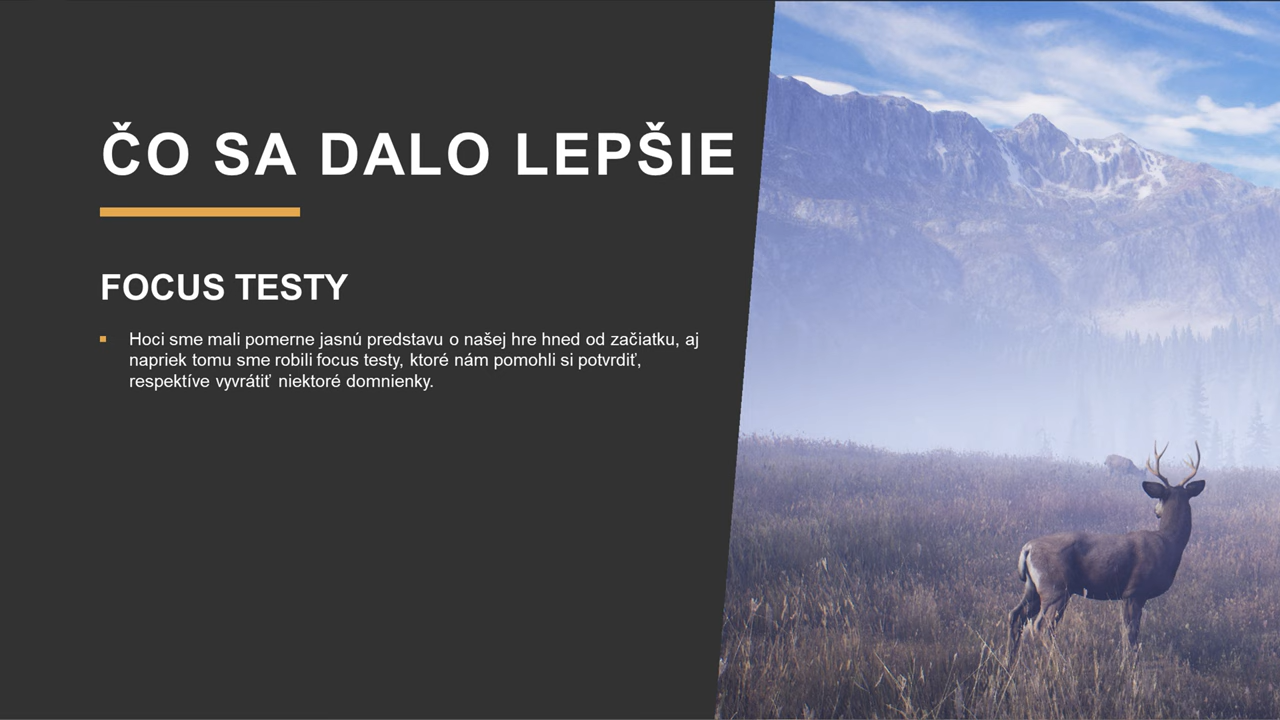 ČO SA DALO LEPŠIE
FOCUS TESTY
Hoci sme mali pomerne jasnú predstavu o našej hre hned od začiatku, aj
napriek tomu sme robili focus testy, ktoré nám pomohli si potvrdiť,
respektíve vyvrátiť niektoré domnienky.